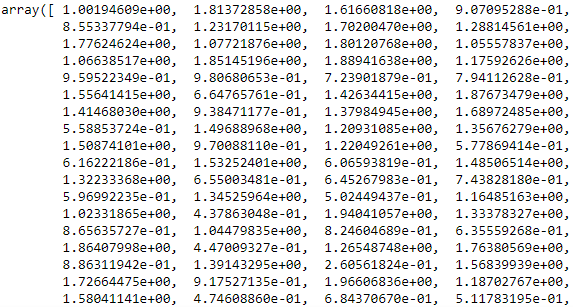 array([ 1.00194609e+00, 1.81372858e+00, 1.61660818e+00, 9.07095288e-01,
8.55337794e-01, 1.23170115e+00, 1.70200470e+00, 1.28814561e+00,
1.77624624e+00, 1.07721876e+00, 1.80120768e+00, 1.05557837e+00,
1.06638517e+00, 1.85145196e+00, 1.88941638e+00, 1.17592626e+00,
9.59522349e-01, 9.80680653e-01, 7.23901879e-01, 7.94112628e-01,
1.55641415e+00, 6.64765761e-01, 1.42634415e+00, 1.87673479e+00,
1.41468030e+00, 9.38471177e-01, 1.37984945e+00, 1.68972485e+00,
5.58853724e-01, 1.49688968e+00, 1.20931085e+00, 1.35676279e+00,
1.50874101e+00, 9.70088110e-01, 1.22049261e+00, 5.77869414e-01,
6.16222186e-01, 1.53252401e+00, 6.06593819e-01, 1.48506514e+00,
1.32233368e+00, 6.55003481e-01, 6.45267983e-01, 7.43828180e-01,
5.96992235e-01, 1.34525964e+00, 5.02449437e-01, 1.16485163e+00,
1.02331865e+00, 4.37863048e-01, 1.94041057e+00, 1.33378327e+00,
8.65635727e-01, 1.04479835e+00, 8.24604689e-01, 6.35559268e-01,
1.86407998e+00, 4.47009327e-01, 1.26548748e+00, 1.76380569e+00,
8.86311942e-01, 1.39143295e+00, 2.60561824e-02, 1.56839939e+00,
1.72664475e+00, 9.17527135e-01, 1.96606836e+00, 1.18702767e+00,
1.58041141e+00, 4.74608860e-01, 6.84370670e-01, 5.11783195e-01,